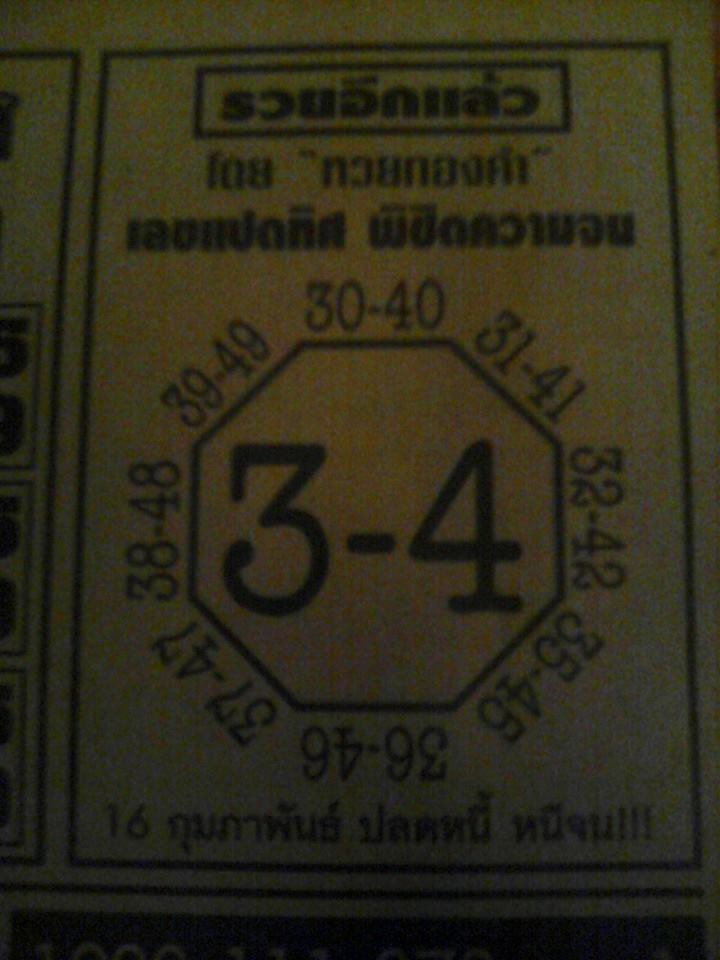 รวยอีกแล้ว
โดย "ทวยทองคำ"
เลขแปดทิศ พิชิตความจน
30-40
31-41
32-42
35-45
36-46
37-47
38-48
39-49
3-4
16 กุมภาพันธ์ ปลดหนี้ หนีจน!!!